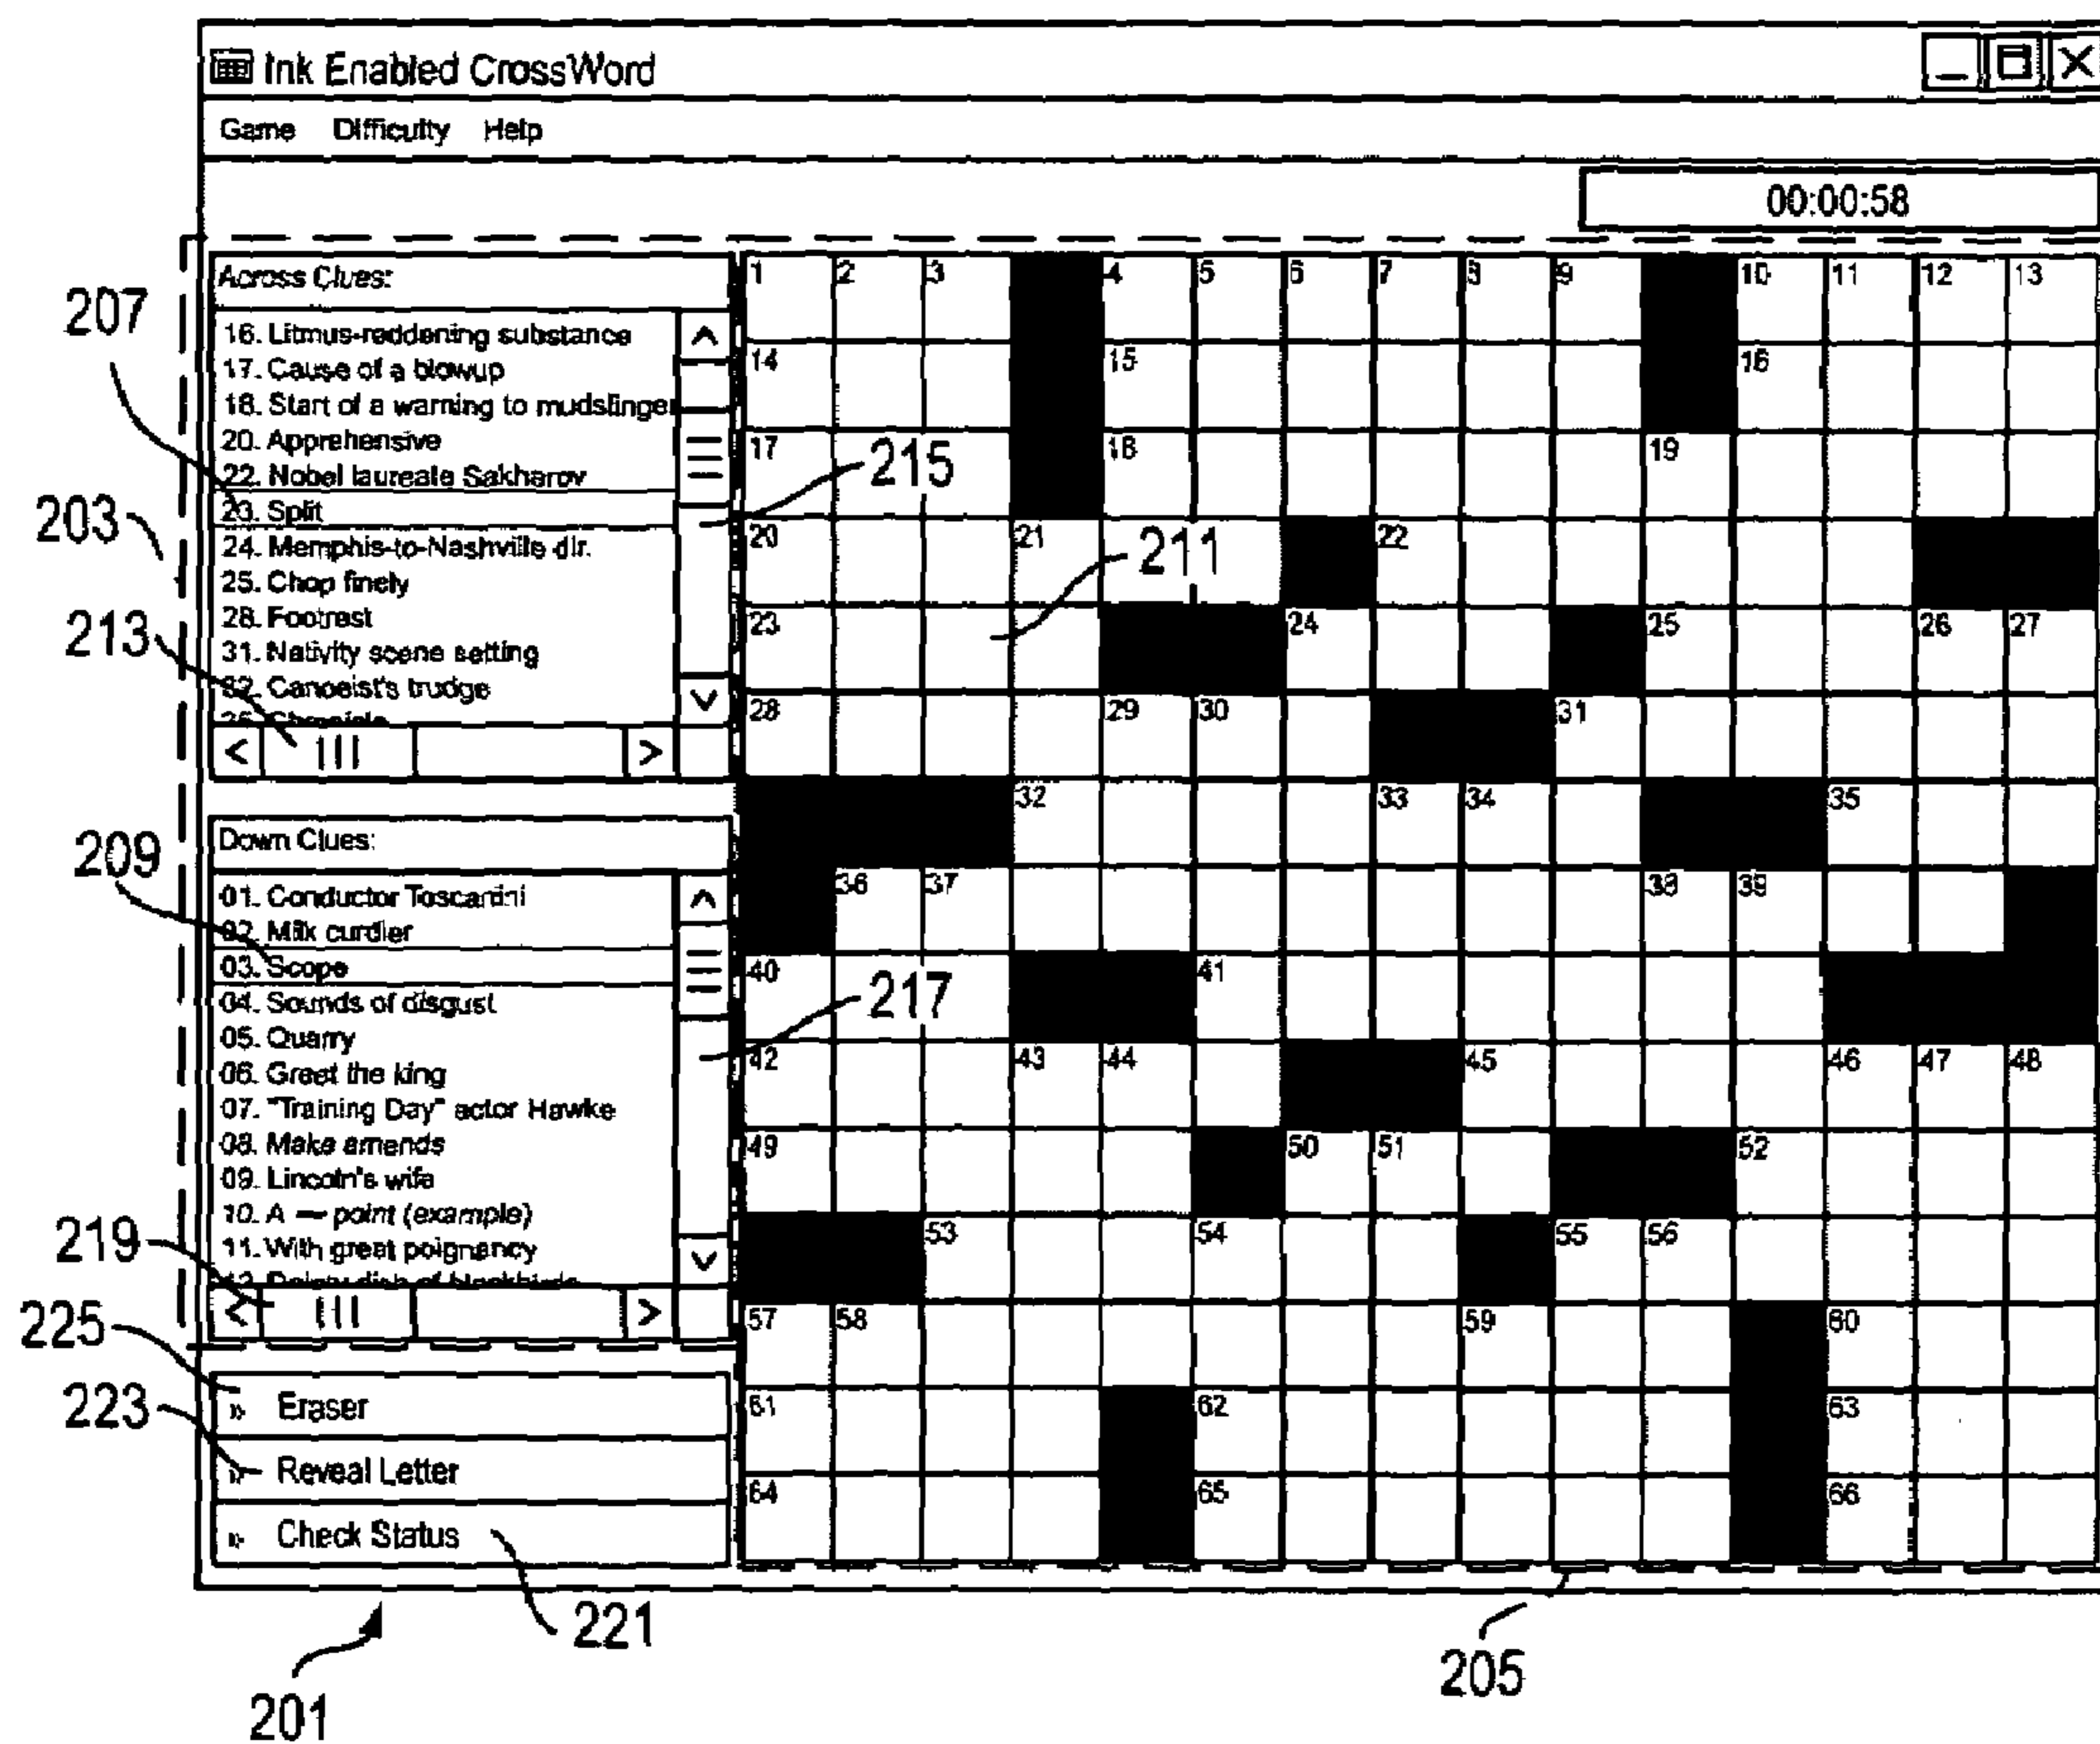 Ink Enabled CrossWord
Game Difficulty Help
00:00:58
Across Clues:
16. Litmus-reddening substance
17. Cause of a blowup
18. Start of a warning to mudslinger
20. Apprehensive
22. Nobel laureate Sakharov
23. Split
24. Memphis-to-Nashville dir.
25. Chop finely
28. Footrest
31. Nativity scene setting
32. Canoeist's trudge
Down Clues:
01. Conductor Toscanini
02. Milk curdler
03. Scope
04. Sounds of disgust
05. Quarry
06. Greet the king
07. "Training Day" actor Hawke
08. Make amends
09. Lincoln's wife
10. A — point (example)
11. With great poignancy
» Eraser
» Reveal Letter
» Check Status
1 2 3 4 5 6 7 8 9 10 11 12 13
14 15 16
17 18 19
20 21 22
23 24 25 26 27
28 29 30 31
32 33 34 35
36 37 38 39
40 41
42 43 44 45 46 47 48
49 50 51 52
53 54 55 56
57 58 59 60
61 62 63
64 65 66
207
203
213
209
219
225
223
215
211
217
221
201
205